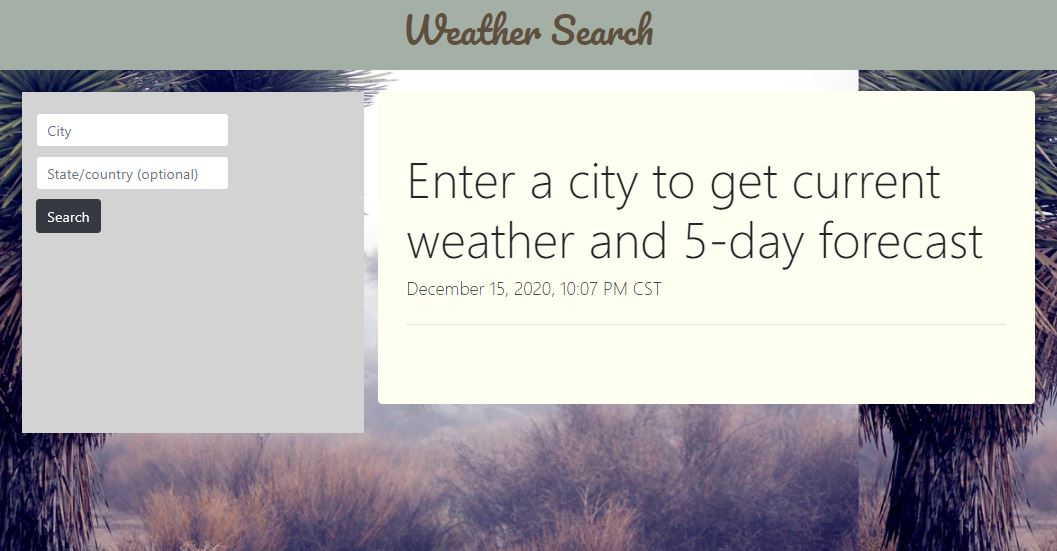 Weather Search
City
State/country (optional)
Search
Enter a city to get current
weather and 5-day forecast
December 15, 2020, 10:07 PM CST